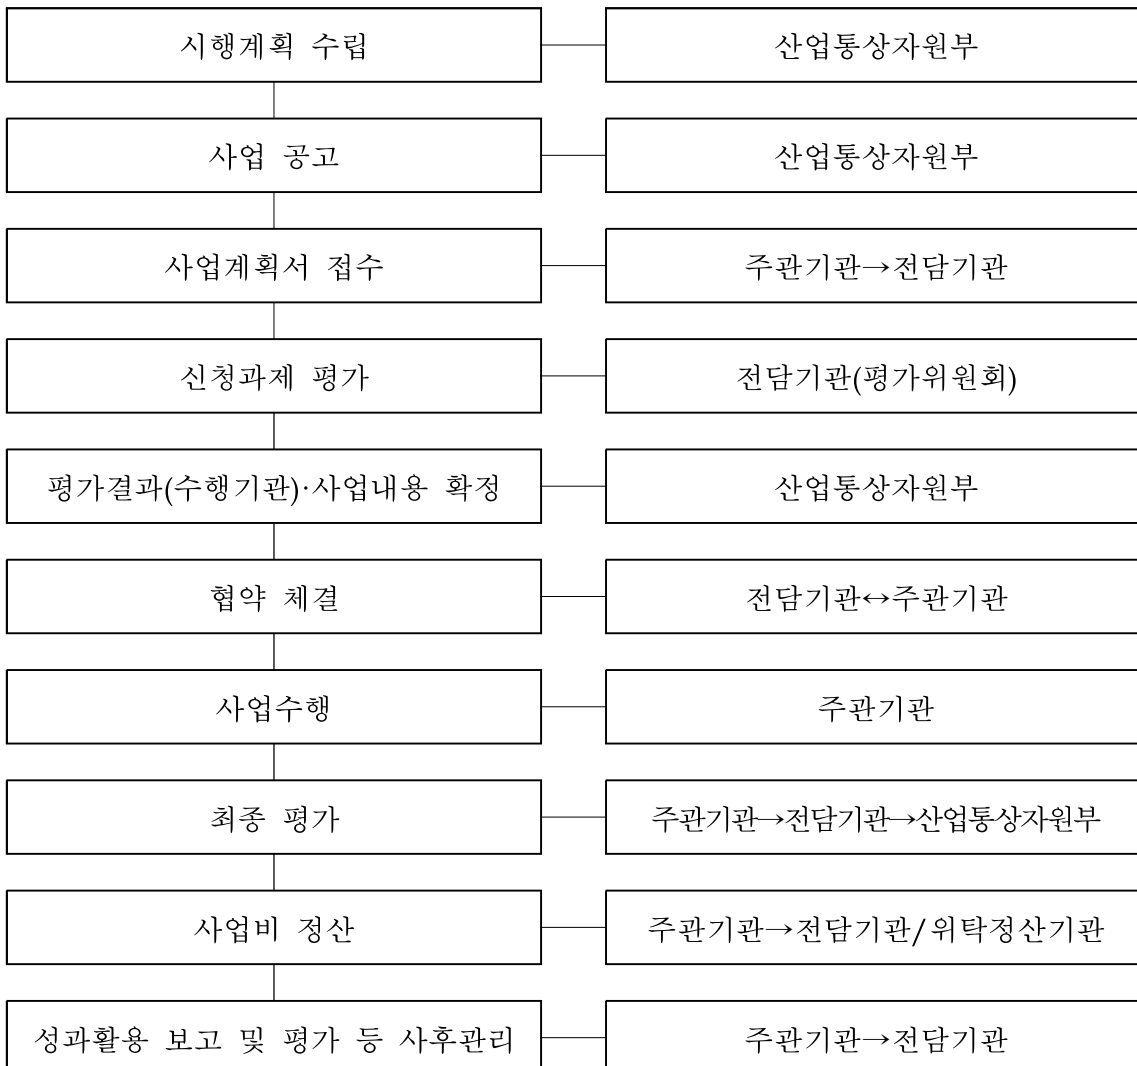 시행계획 수립
산업통상자원부
사업 공고
산업통상자원부
사업계획서 접수
주관기관→전담기관
신청과제 평가
전담기관(평가위원회)
평가결과(수행기관)·사업내용 확정
산업통상자원부
협약 체결
전담기관↔주관기관
사업수행
주관기관
최종 평가
주관기관→전담기관→산업통상자원부
사업비 정산
주관기관→전담기관/위탁정산기관
성과활용 보고 및 평가 등 사후관리
주관기관→전담기관